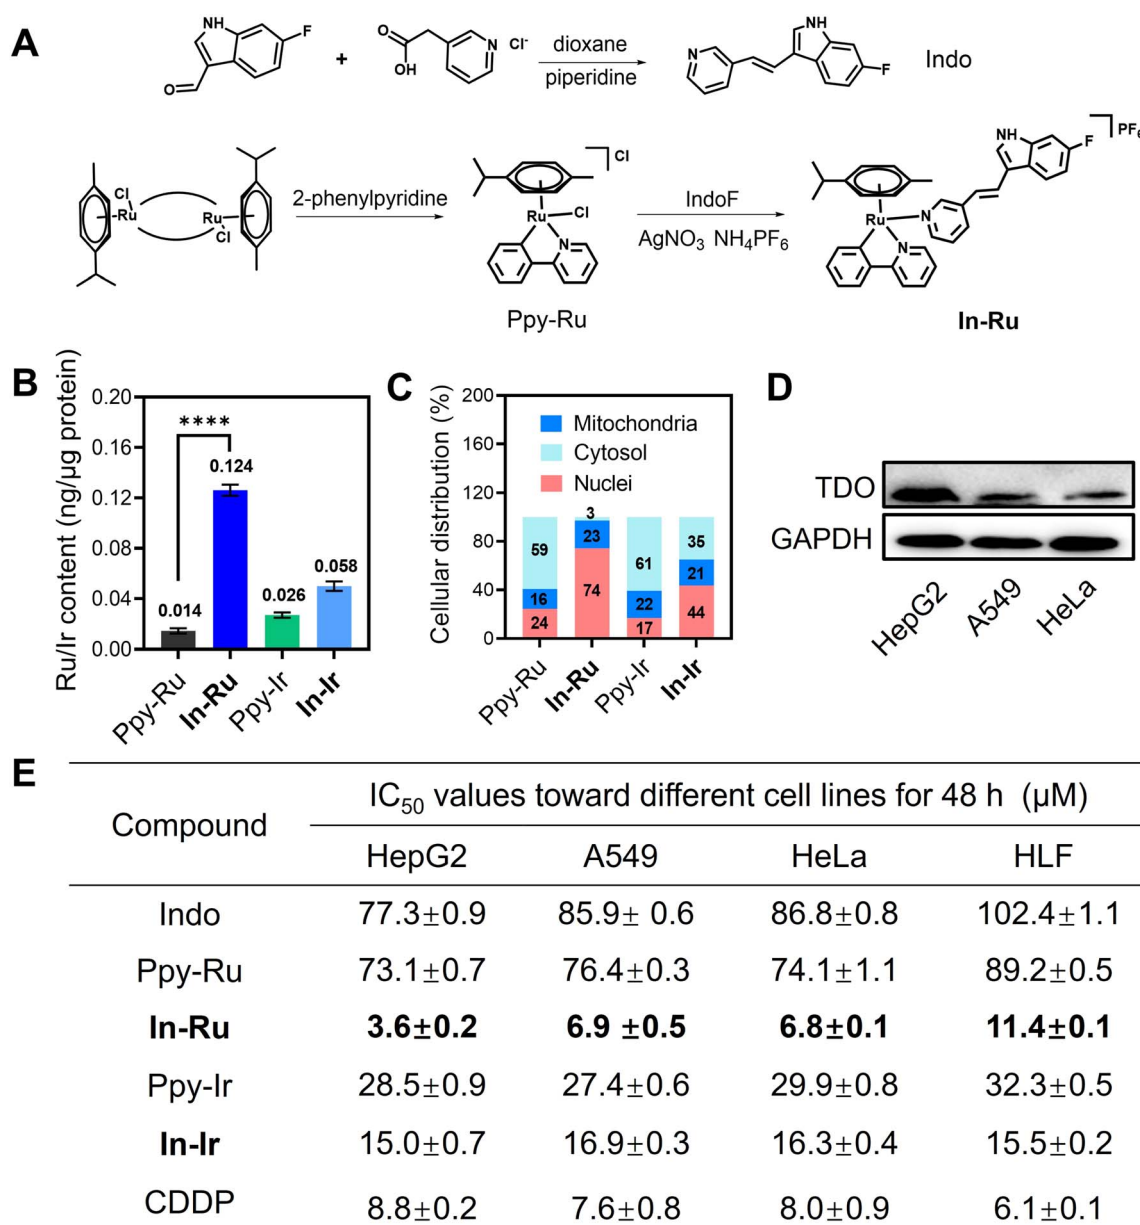 A
NH
F
O
+
O
OH
N
Cl-
dioxane
piperidine
N
NH
F
Indo
Cl
Ru
Ru
Cl
2-phenylpyridine
Cl
Ru
Cl
N
Ppy-Ru
IndoF
AgNO3 NH4PF6
NH
F
PF6
Ru
N
N
In-Ru
B
Ru/Ir content (ng/μg protein)
0.20
0.16
0.12
0.08
0.04
0.00
****
0.014
0.124
0.026
0.058
Ppy-Ru
In-Ru
Ppy-Ir
In-Ir
C
Cellular distribution (%)
200
160
120
80
40
0
Mitochondria
Cytosol
Nuclei
59
16
24
3
23
74
61
22
17
35
21
44
Ppy-Ru
In-Ru
Ppy-Ir
In-Ir
D
TDO
GAPDH
HepG2
A549
HeLa
E
Compound
IC50 values toward different cell lines for 48 h (μM)
HepG2 A549 HeLa HLF
Indo 77.3±0.9 85.9± 0.6 86.8±0.8 102.4±1.1
Ppy-Ru 73.1±0.7 76.4±0.3 74.1±1.1 89.2±0.5
In-Ru 3.6±0.2 6.9 ±0.5 6.8±0.1 11.4±0.1
Ppy-Ir 28.5±0.9 27.4±0.6 29.9±0.8 32.3±0.5
In-Ir 15.0±0.7 16.9±0.3 16.3±0.4 15.5±0.2
CDDP 8.8±0.2 7.6±0.8 8.0±0.9 6.1±0.1